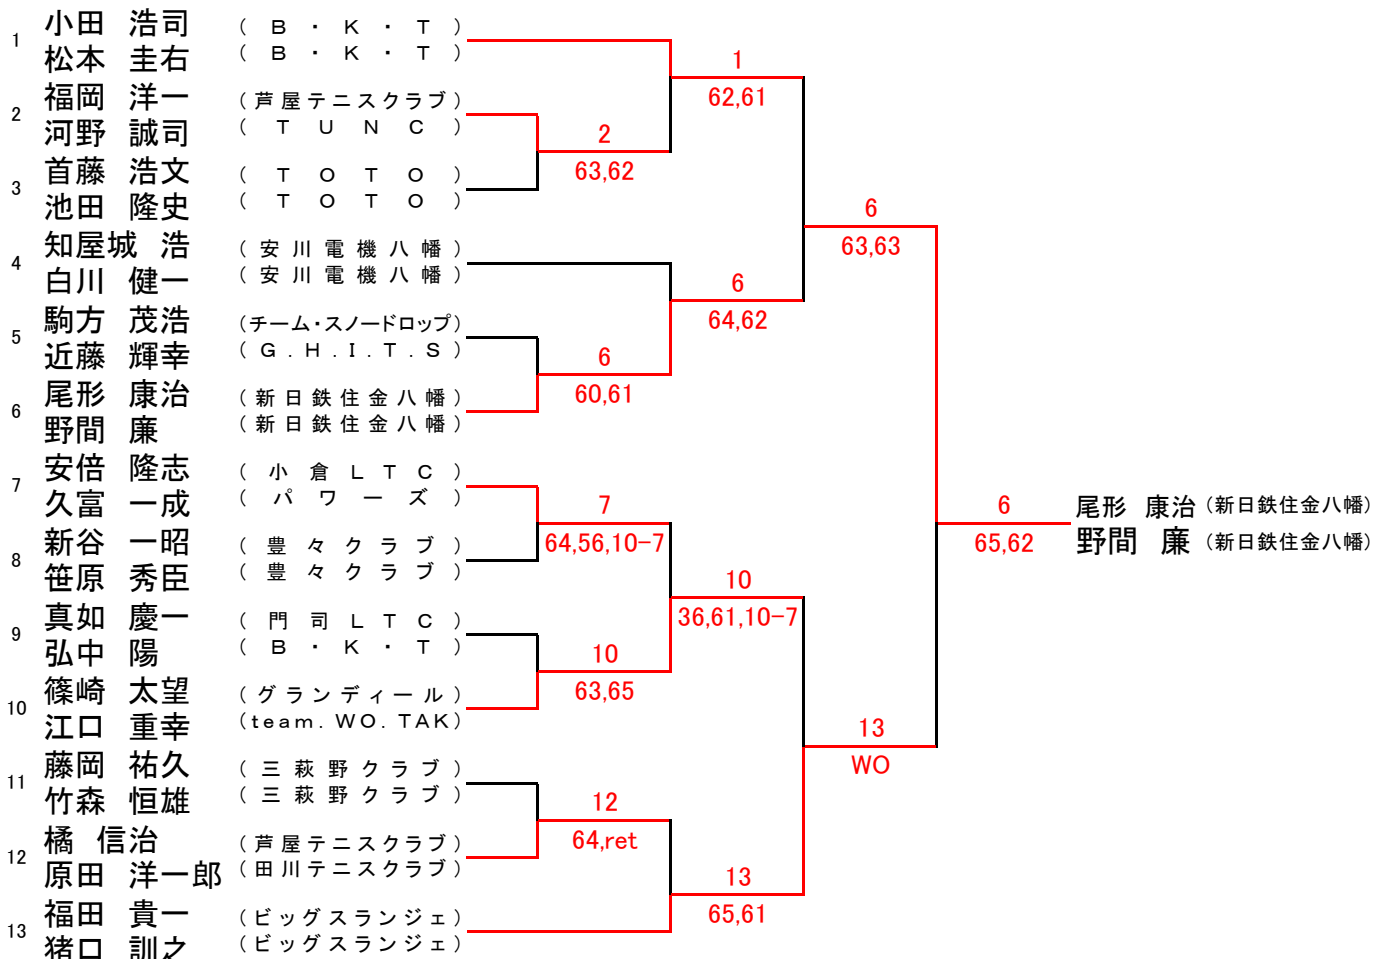 1 小田 浩司 (B・K・T)
松本 圭右 (B・K・T)
2 福岡 洋一 (芦屋テニスクラブ)
河野 誠司 (TUNC)
3 首藤 浩文 (TOTO)
池田 隆史 (TOTO)
4 知屋城 浩 (安川電機八幡)
白川 健一 (安川電機八幡)
5 駒方 茂浩 (チーム・スノードロップ)
近藤 輝幸 (G.H.I.T.S)
6 尾形 康治 (新日鉄住金八幡)
野間 廉 (新日鉄住金八幡)
7 安倍 隆志 (小倉LTC)
久富 一成 (パワーズ)
8 新谷 一昭 (豊々クラブ)
笹原 秀臣 (豊々クラブ)
9 真如 慶一 (門司LTC)
弘中 陽 (B・K・T)
10 篠崎 太望 (グランディール)
江口 重幸 (team.WO.TAK)
11 藤岡 祐久 (三萩野クラブ)
竹森 恒雄 (三萩野クラブ)
12 橘 信治 (芦屋テニスクラブ)
原田 洋一郎 (田川テニスクラブ)
13 福田 貴一 (ビッグスランジェ)
猪口 訓之 (ビッグスランジェ)
2
63,62
6
60,61
7
64,56,10-7
10
63,65
12
64,ret
1
62,61
6
64,62
10
36,61,10-7
13
65,61
6
63,63
13
WO
6
65,62
尾形 康治 (新日鉄住金八幡)
野間 廉 (新日鉄住金八幡)